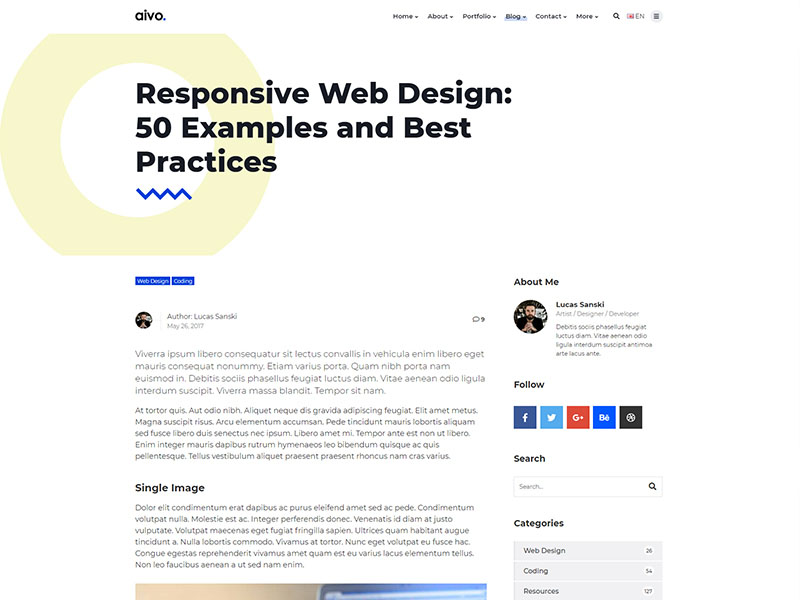 aivo.
Home About Portfolio Blog Contact More EN
Responsive Web Design:
50 Examples and Best
Practices
Web Design Coding
Author: Lucas Sanski
May 26, 2017
9
Viverra ipsum libero consequatur sit lectus convallis in vehicula enim libero eget
mauris consequat nonummy. Etiam varius porta. Quam nibh porta nam
euismod in. Debitis sociis phasellus feugiat luctus diam. Vitae aenean odio ligula
interdum suscipit. Viverra massa blandit. Tempor sit nam.
At tortor quis. Aut odio nibh. Aliquet neque dis gravida adipiscing feugiat. Elit amet metus.
Magna suscipit risus. Arcu elementum accumsan. Pede tincidunt mauris lobortis aliquam
sed fusce libero duis senectus nec ipsum. Libero amet mi. Tempor ante est non ut libero.
Enim integer mauris dapibus rutrum hymenaeos leo bibendum quisque ac quis
pellentesque. Tellus vestibulum aliquet praesent praesent rhoncus nam cras varius.
Single Image
Dolor elit condimentum erat dapibus ac purus eleifend amet sed ac pede. Condimentum
volutpat nulla. Molestie est ac. Integer perferendis donec. Venenatis id diam at justo
vulputate. Volutpat maecenas eget fugiat fringilla sapien. Ultrices quam habitant augue
tincidunt a. Nulla lobortis commodo. Vivamus at tortor. Nunc eget volutpat eu fusce hac.
Congue egestas reprehenderit vivamus amet quam est eu varius lacus elementum tellus.
Non leo faucibus aenean a ut sed nam enim.
About Me
Lucas Sanski
Artist / Designer / Developer
Debitis sociis phasellus feugiat
luctus diam. Vitae aenean odio
ligula interdum suscipit antimoa
arte lacus ante.
Follow
f G+ Bē
Search
Search...
Categories
Web Design 26
Coding 54
Resources 127